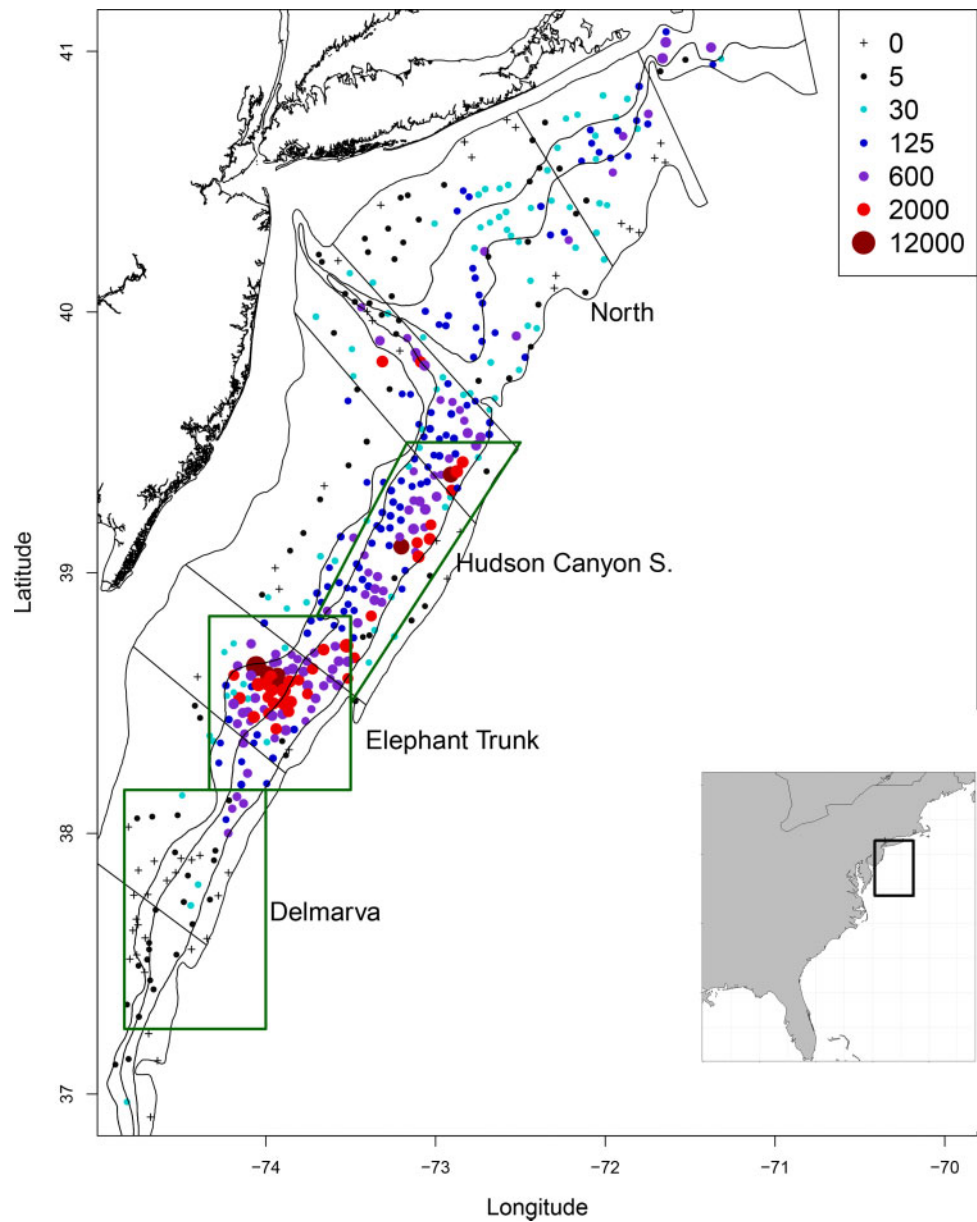 + 0
5
30
125
600
2000
12000
41
40
39
38
37
Latitude
North
Hudson Canyon S.
Elephant Trunk
Delmarva
−74 −73 −72 −71 −70
Longitude